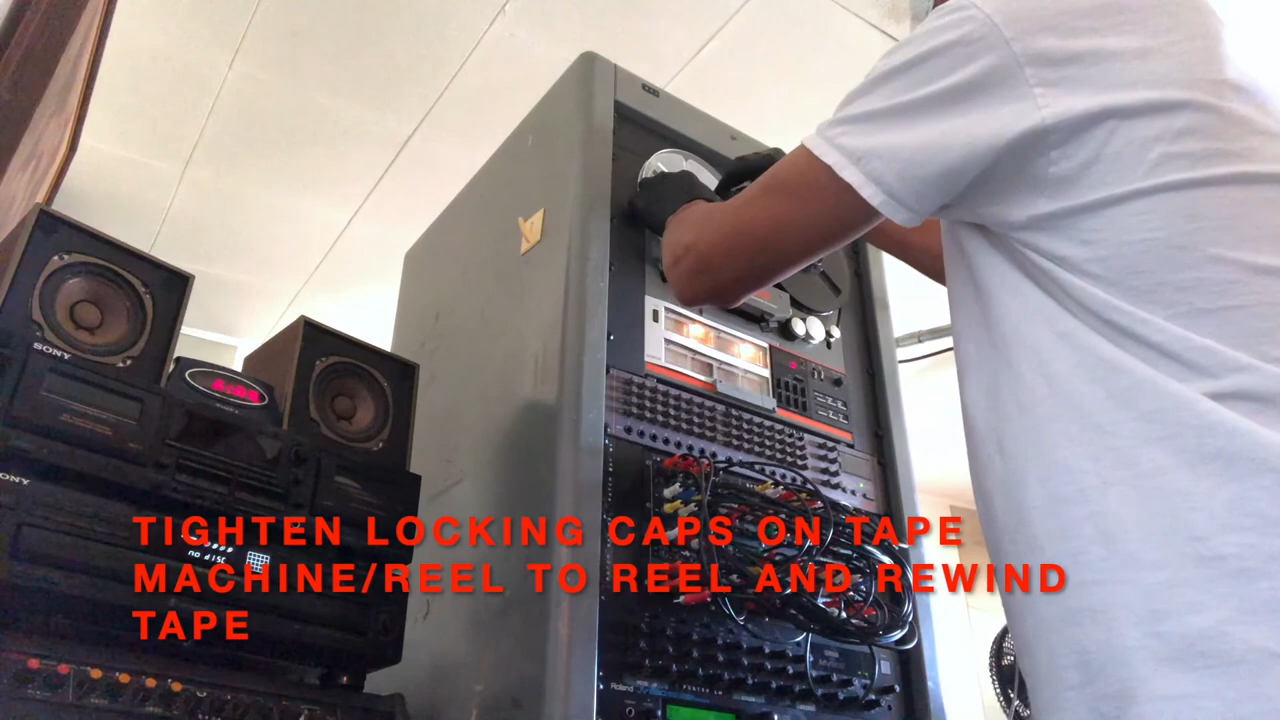 SONY
SONY
TIGHTEN LOCKING CAPS ON TAPE
MACHINE/REEL TO REEL AND REWIND
TAPE
no dISC
Roland